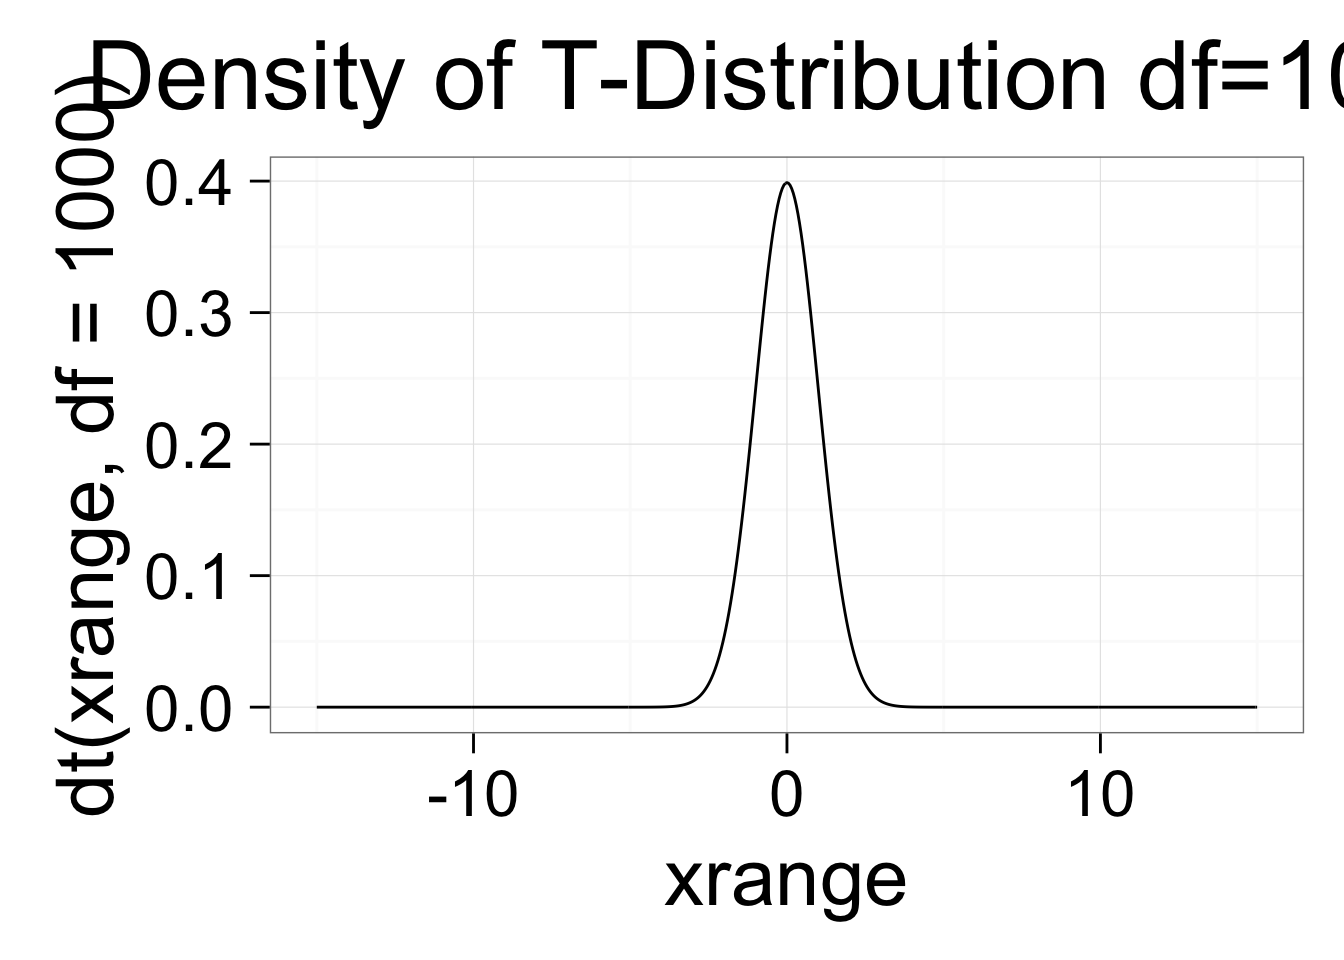 Density of T-Distribution df=10
dt(xrange, df = 1000)
0.4
0.3
0.2
0.1
0.0
-10 0 10
xrange